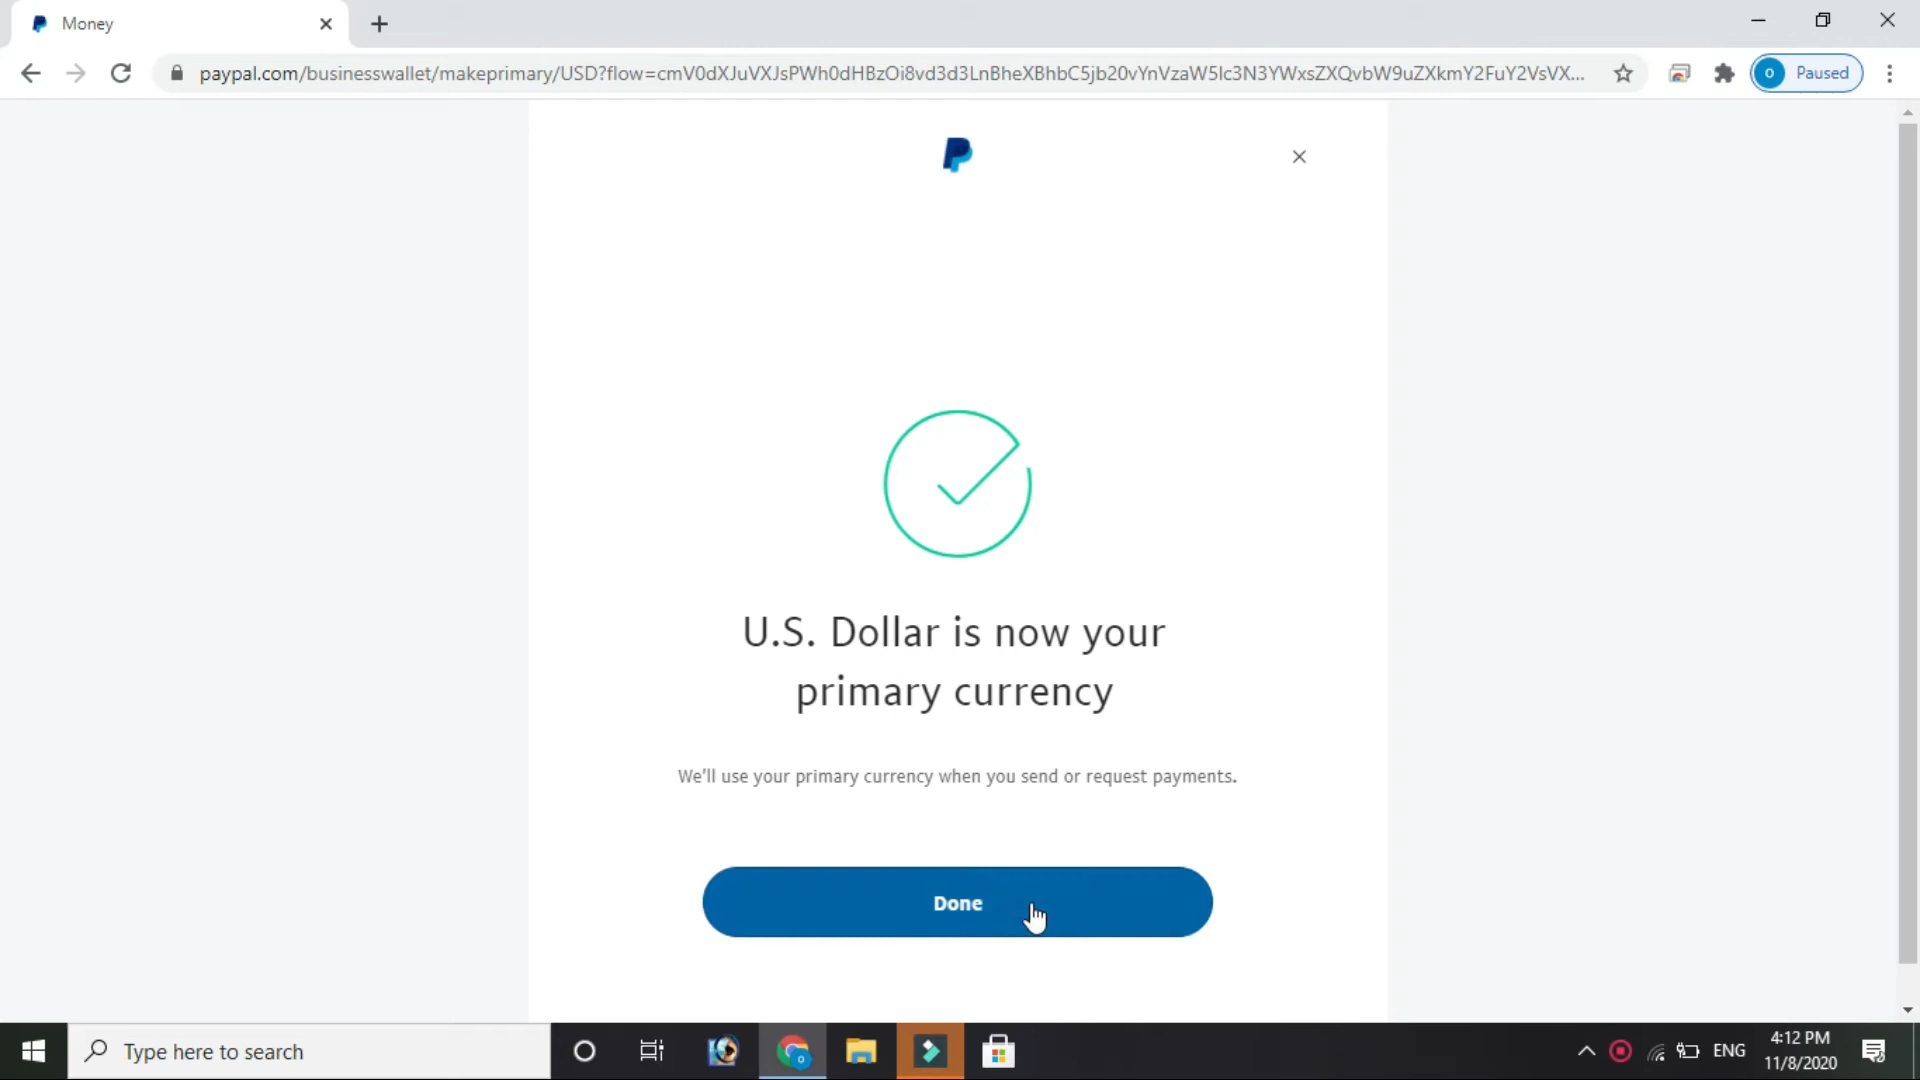 Money
paypal.com/businesswallet/makeprimary/USD?flow=cmV0dXJuVXJsPWh0dHBzOi8vd3d3LnBheXBhbC5jb20vYnVzaW5lc3N3YWxsZXQvbW9uZXkmY2FuY2VsVX...
o
Paused
U.S. Dollar is now your
primary currency
We'll use your primary currency when you send or request payments.
Done
Type here to search
ENG
4:12 PM
11/8/2020